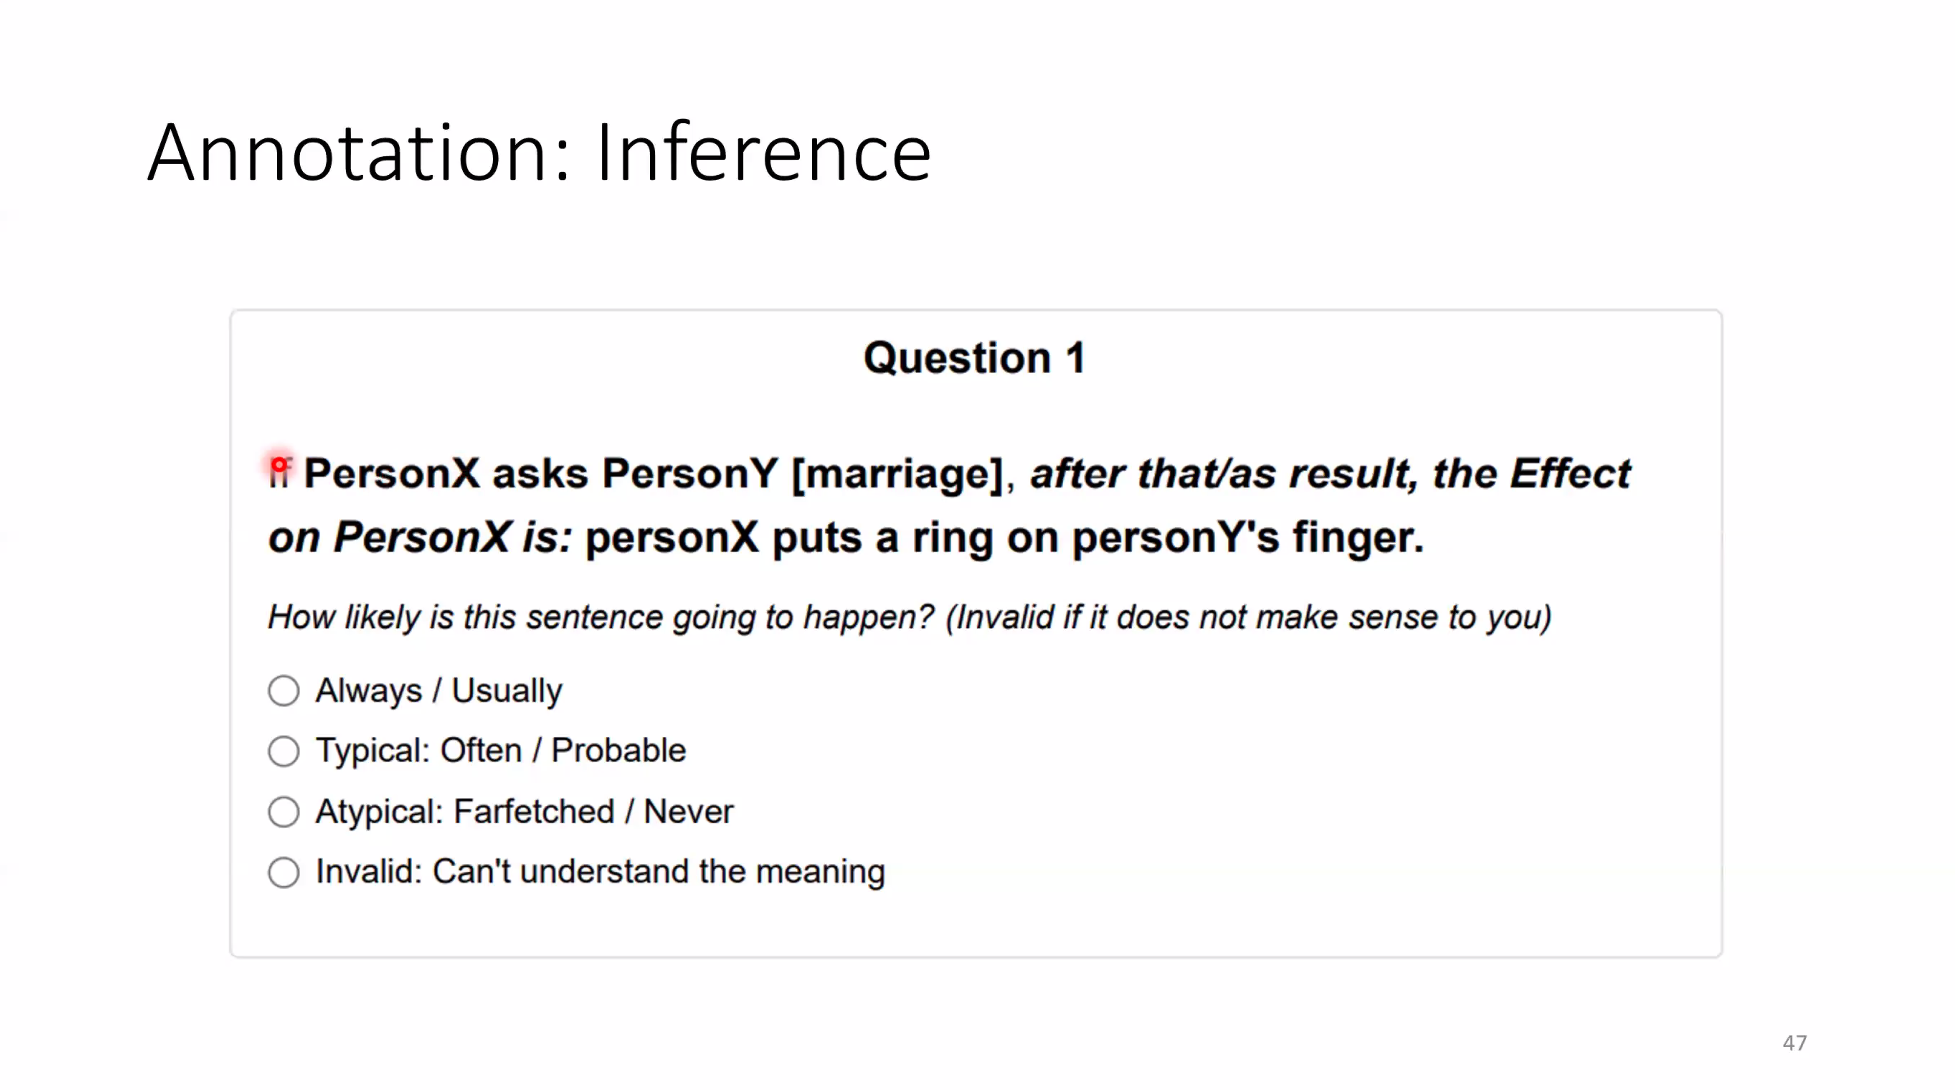 Annotation: Inference
Question 1
If PersonX asks PersonY [marriage], after that/as result, the Effect
on PersonX is: personX puts a ring on personY's finger.
How likely is this sentence going to happen? (Invalid if it does not make sense to you)
Always / Usually
Typical: Often / Probable
Atypical: Farfetched / Never
Invalid: Can't understand the meaning
47